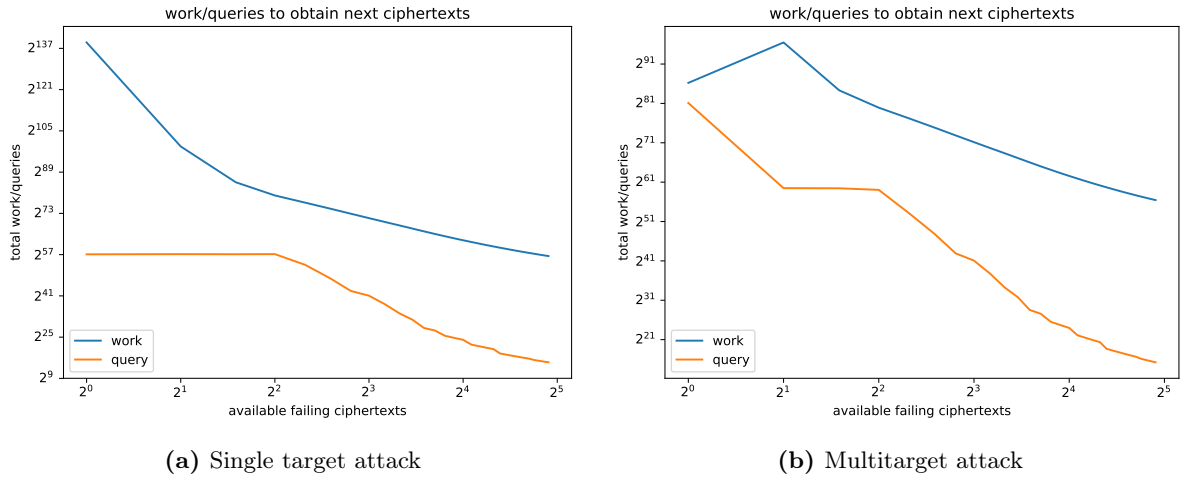 work/queries to obtain next ciphertexts
total work/queries
2^137
2^121
2^105
2^89
2^73
2^57
2^41
2^25
2^9
work
query
2^0 2^1 2^2 2^3 2^4 2^5
available failing ciphertexts
(a) Single target attack
work/queries to obtain next ciphertexts
total work/queries
2^91
2^81
2^71
2^61
2^51
2^41
2^31
2^21
work
query
2^0 2^1 2^2 2^3 2^4 2^5
available failing ciphertexts
(b) Multitarget attack